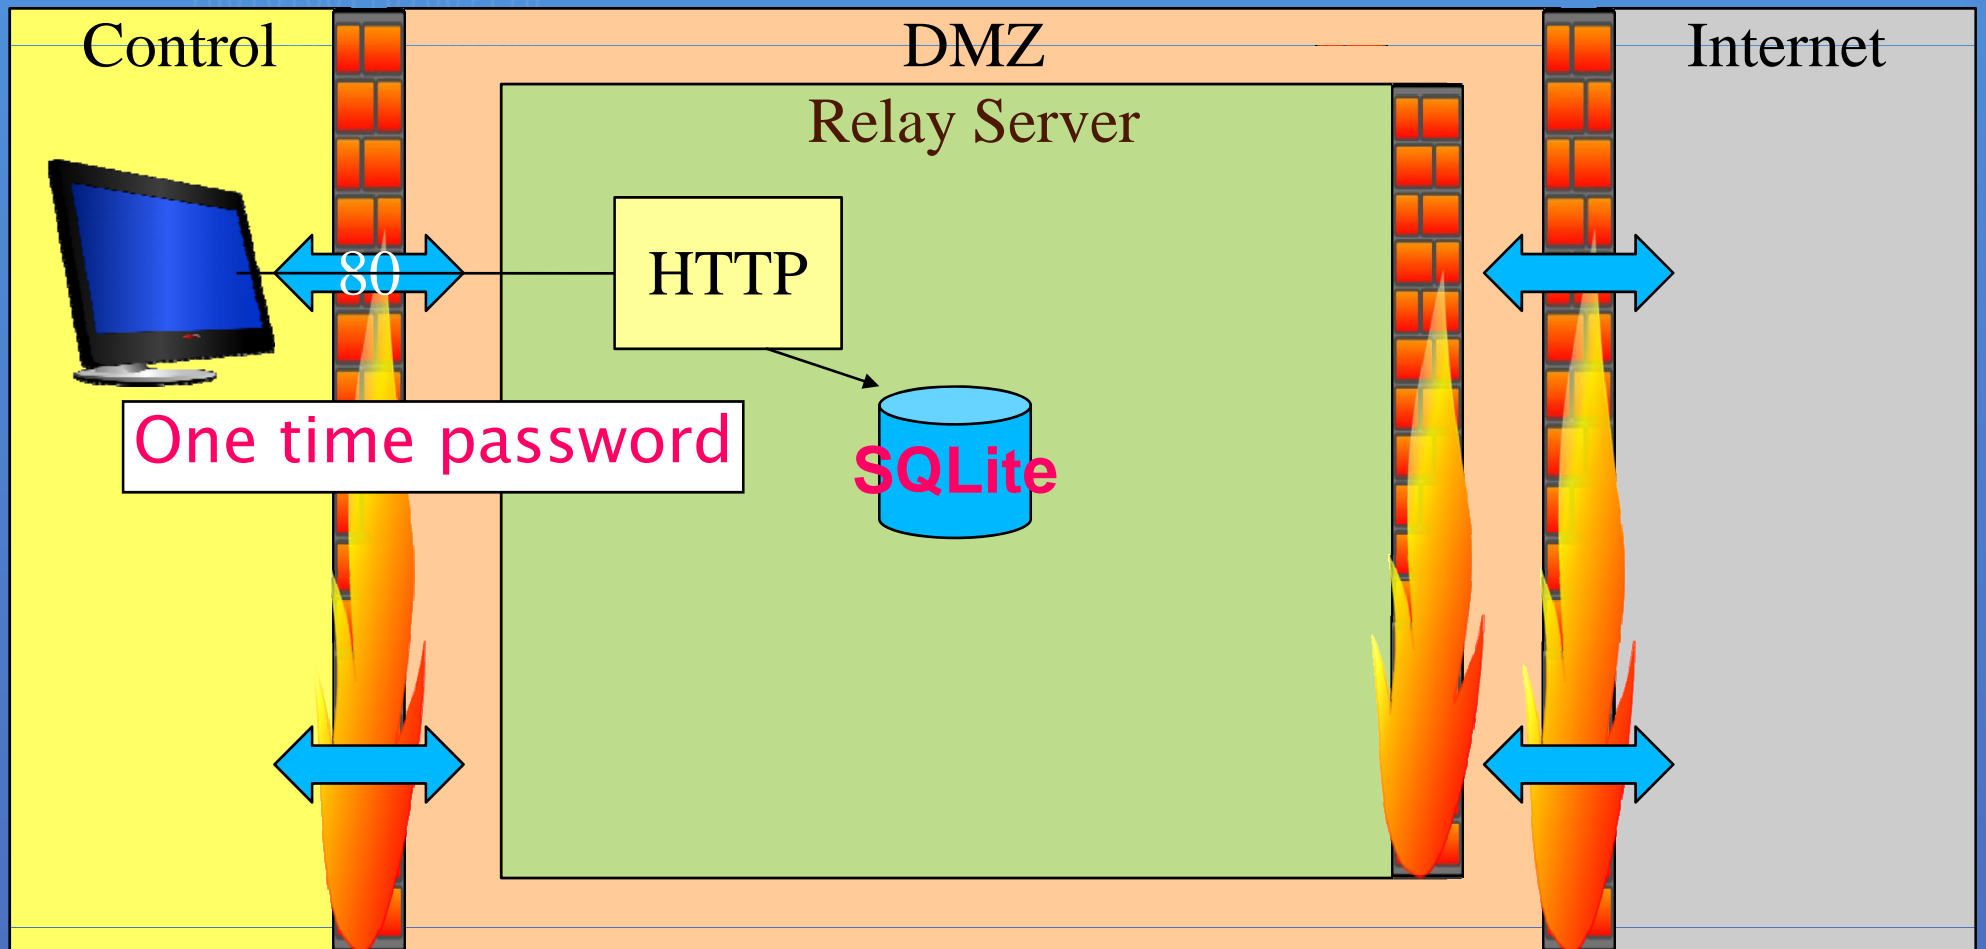 Control
DMZ
Internet
Relay Server
80
HTTP
One time password
SQLite